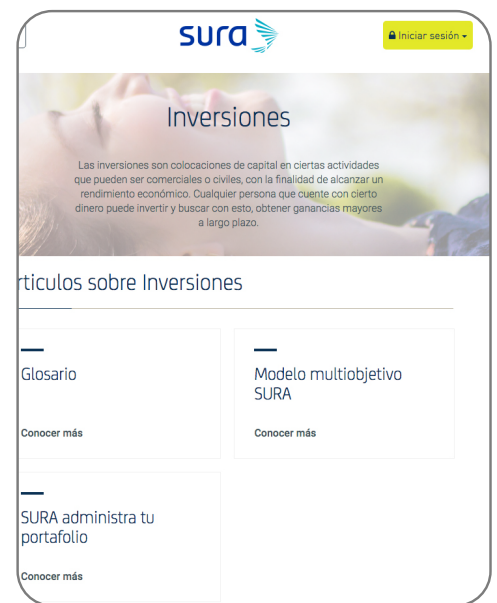 sura
Iniciar sesión
Inversiones
Las inversiones son colocaciones de capital en ciertas actividades
que pueden ser comerciales o civiles, con la finalidad de alcanzar un
rendimiento económico. Cualquier persona que cuente con cierto
dinero puede invertir y buscar con esto, obtener ganancias mayores
a largo plazo.
rticulos sobre Inversiones
Glosario
Conocer más
Modelo multiobjetivo
SURA
Conocer más
SURA administra tu
portafolio
Conocer más